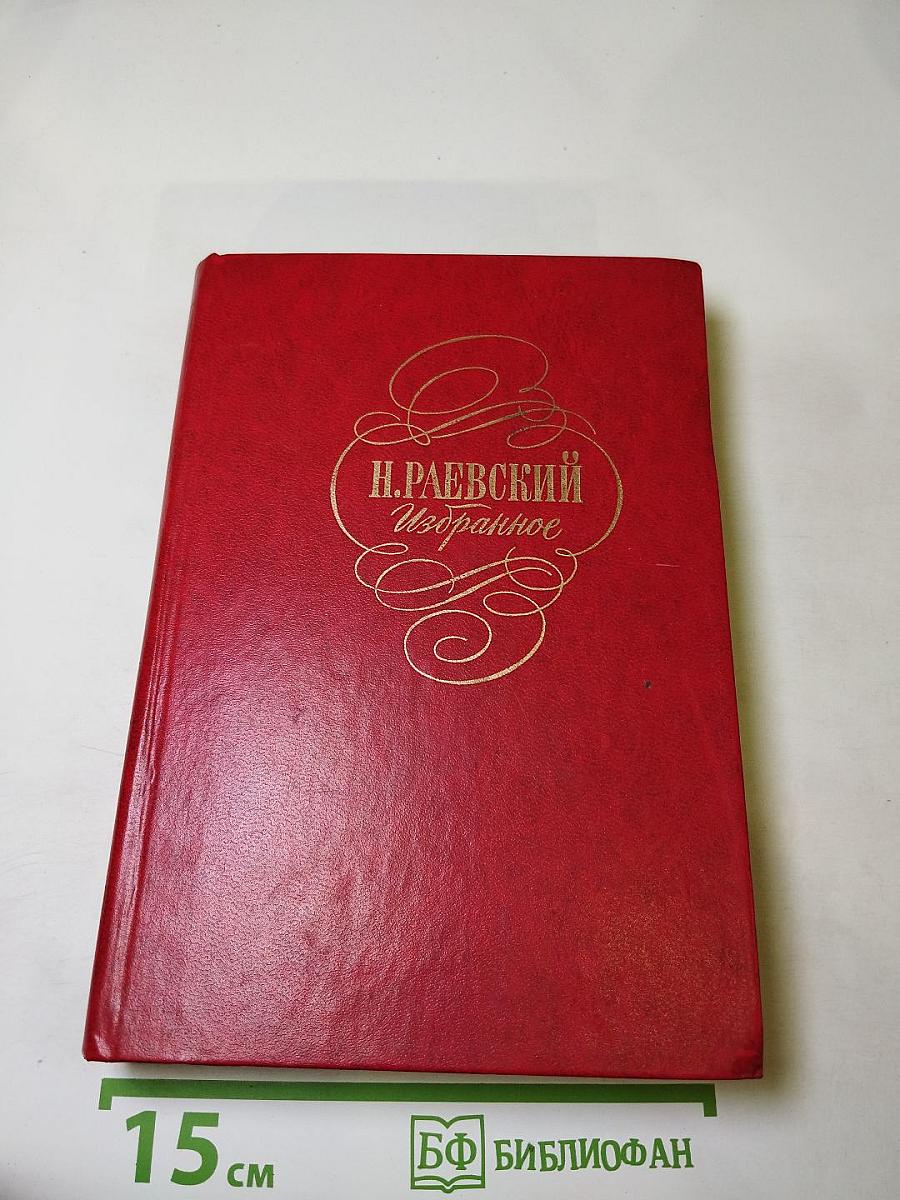 Н.РАЕВСКИЙ
Избранное
15 см
БФ БИБЛИОФАН